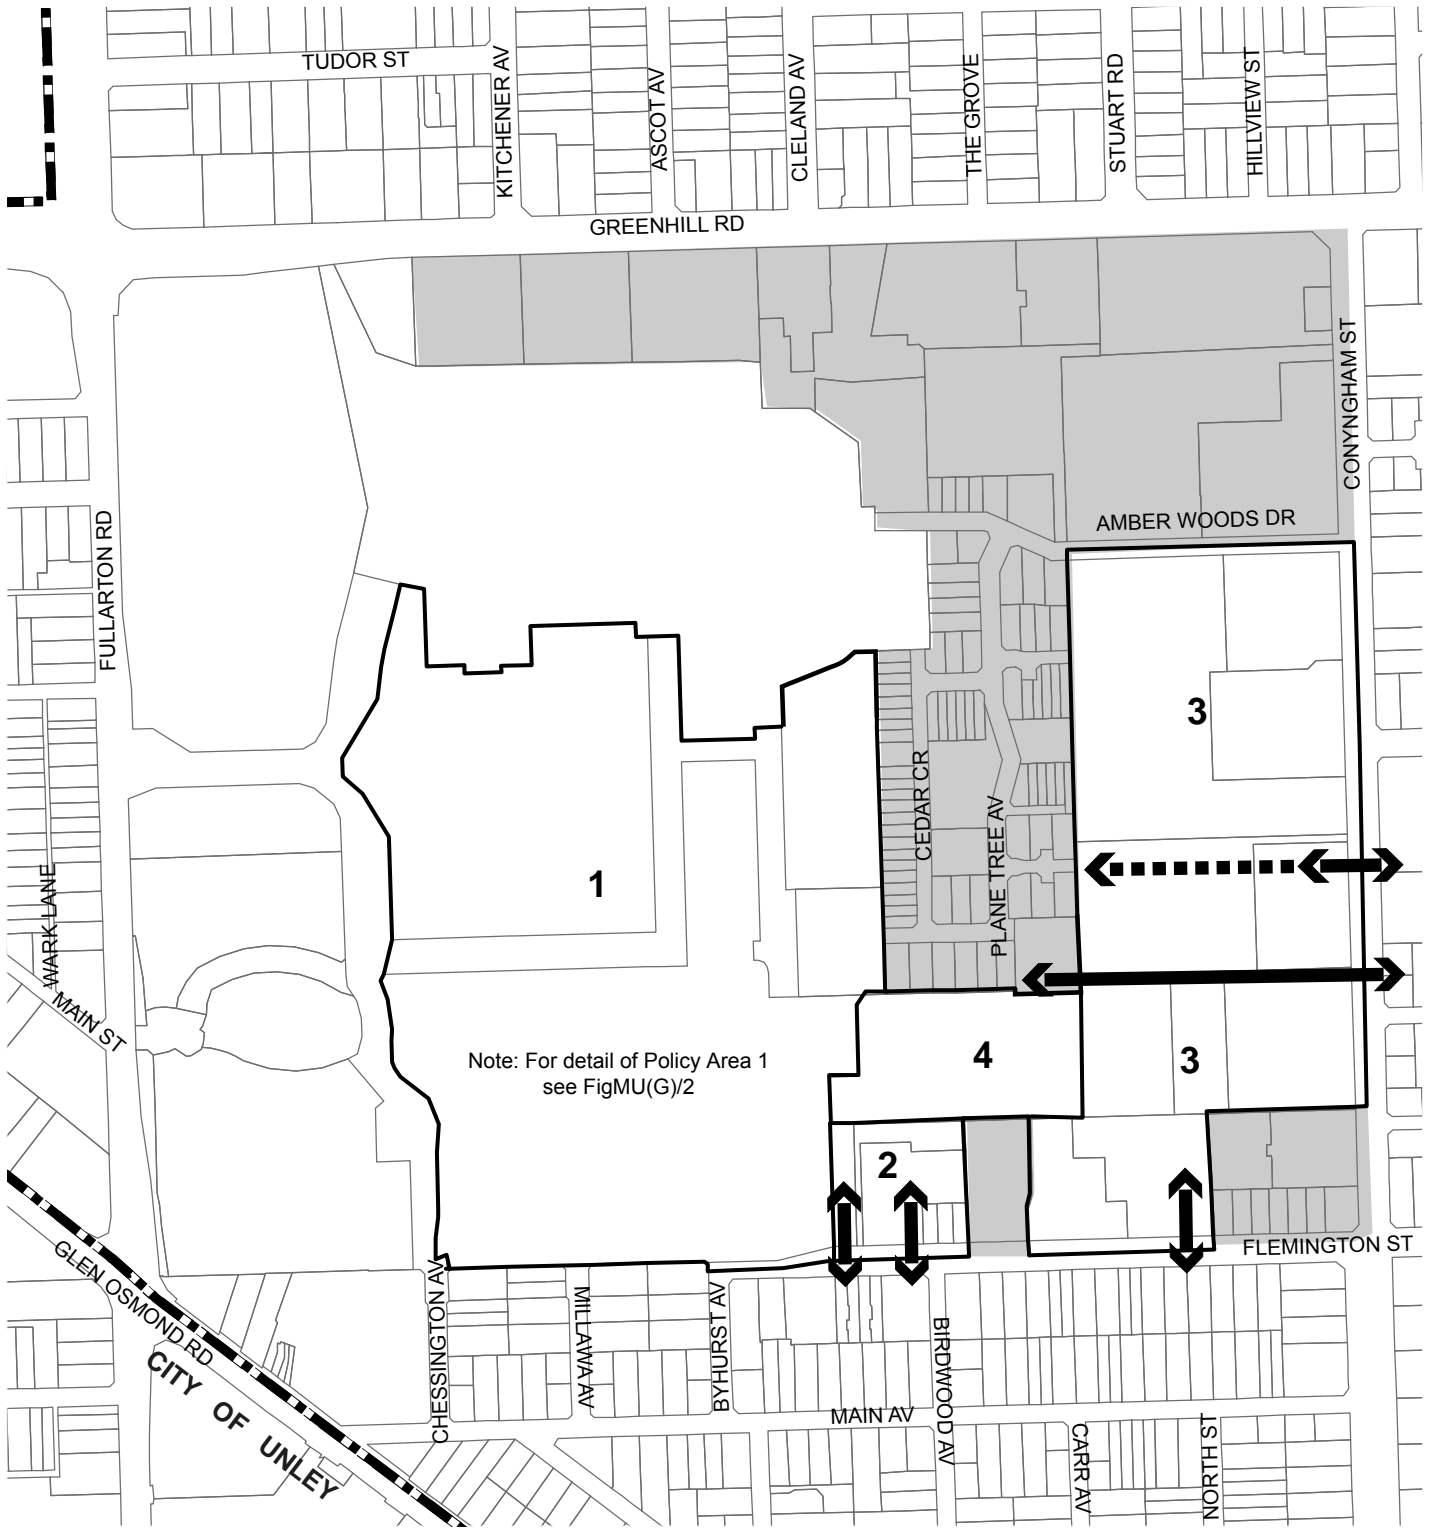 TUDOR ST
KITCHENER AV
ASCOT AV
CLELAND AV
THE GROVE
STUART RD
HILLVIEW ST
GREENHILL RD
CONYNGHAM ST
AMBER WOODS DR
FULLARTON RD
3
CEDAR CR
PLANE TREE AV
1
WARK LANE
MAIN ST
Note: For detail of Policy Area 1
see FigMU(G)/2
4
3
2
FLEMINGTON ST
GLEN OSMOND RD
CITY OF UNLEY
CHESSINGTON AV
MILLAWA AV
BYHURST AV
BIRDWOOD AV
MAIN AV
CARR AV
NORTH ST